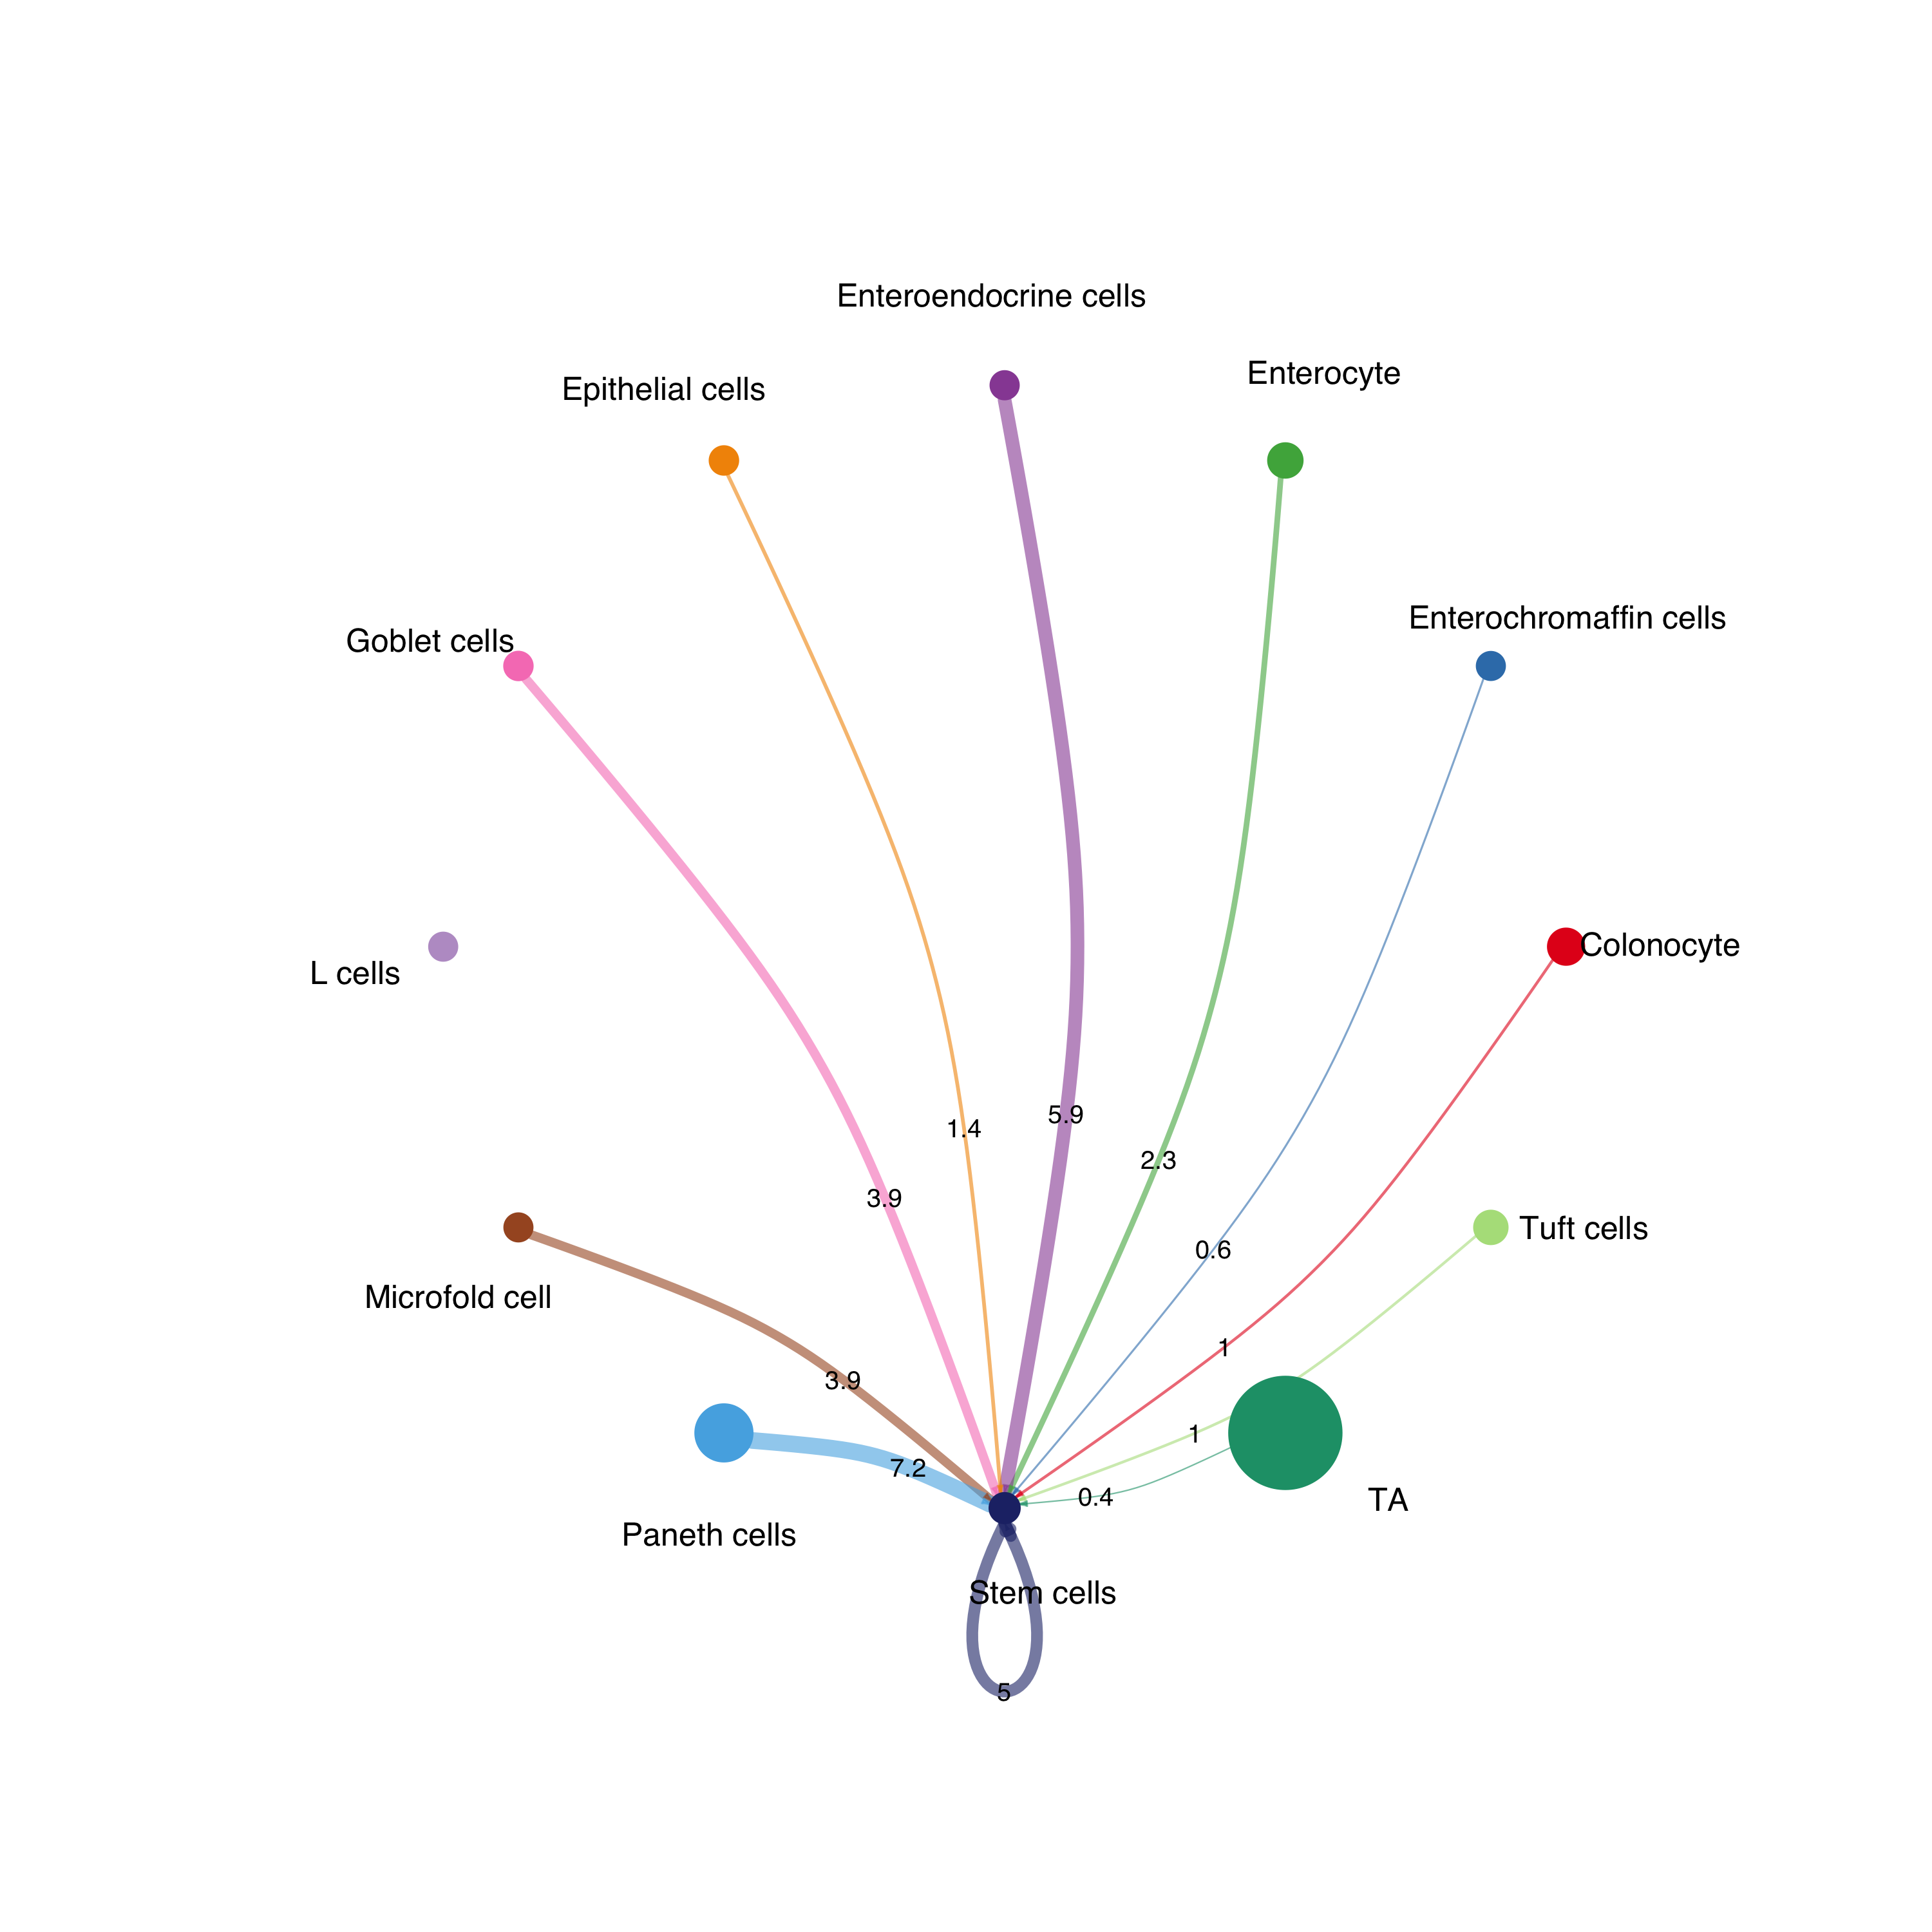 Enteroendocrine cells
Enterocyte
Epithelial cells
Enterochromaffin cells
Goblet cells
Colonocyte
L cells
5.9
1.4
2.3
3.9
Tuft cells
0.6
Microfold cell
1
3.9
1
7.2
0.4
TA
Paneth cells
Stem cells
5